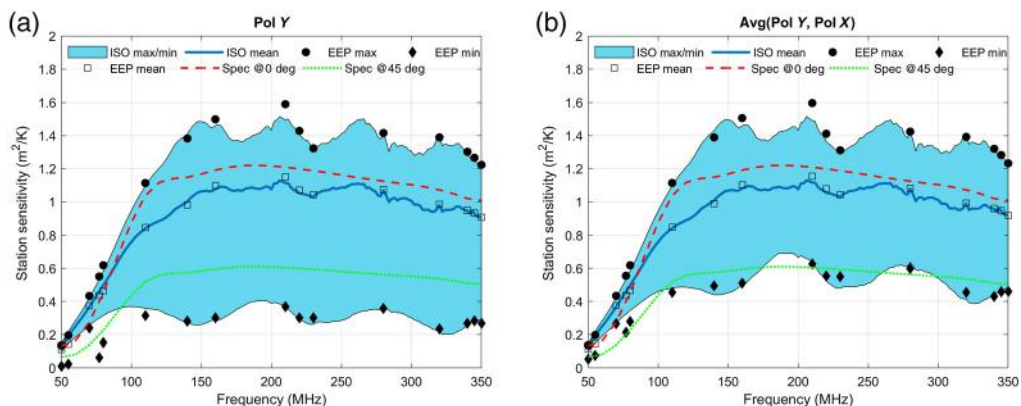 (a)
Pol Y
ISO max/min ISO mean EEP max EEP min
EEP mean Spec @0 deg Spec @45 deg
2
1.8
1.6
1.4
1.2
1
0.8
0.6
0.4
0.2
0
Station sensitivity (m²/K)
50 100 150 200 250 300 350
Frequency (MHz)
(b)
Avg(Pol Y, Pol X)
ISO max/min ISO mean EEP max EEP min
EEP mean Spec @0 deg Spec @45 deg
2
1.8
1.6
1.4
1.2
1
0.8
0.6
0.4
0.2
0
Station sensitivity (m²/K)
50 100 150 200 250 300 350
Frequency (MHz)